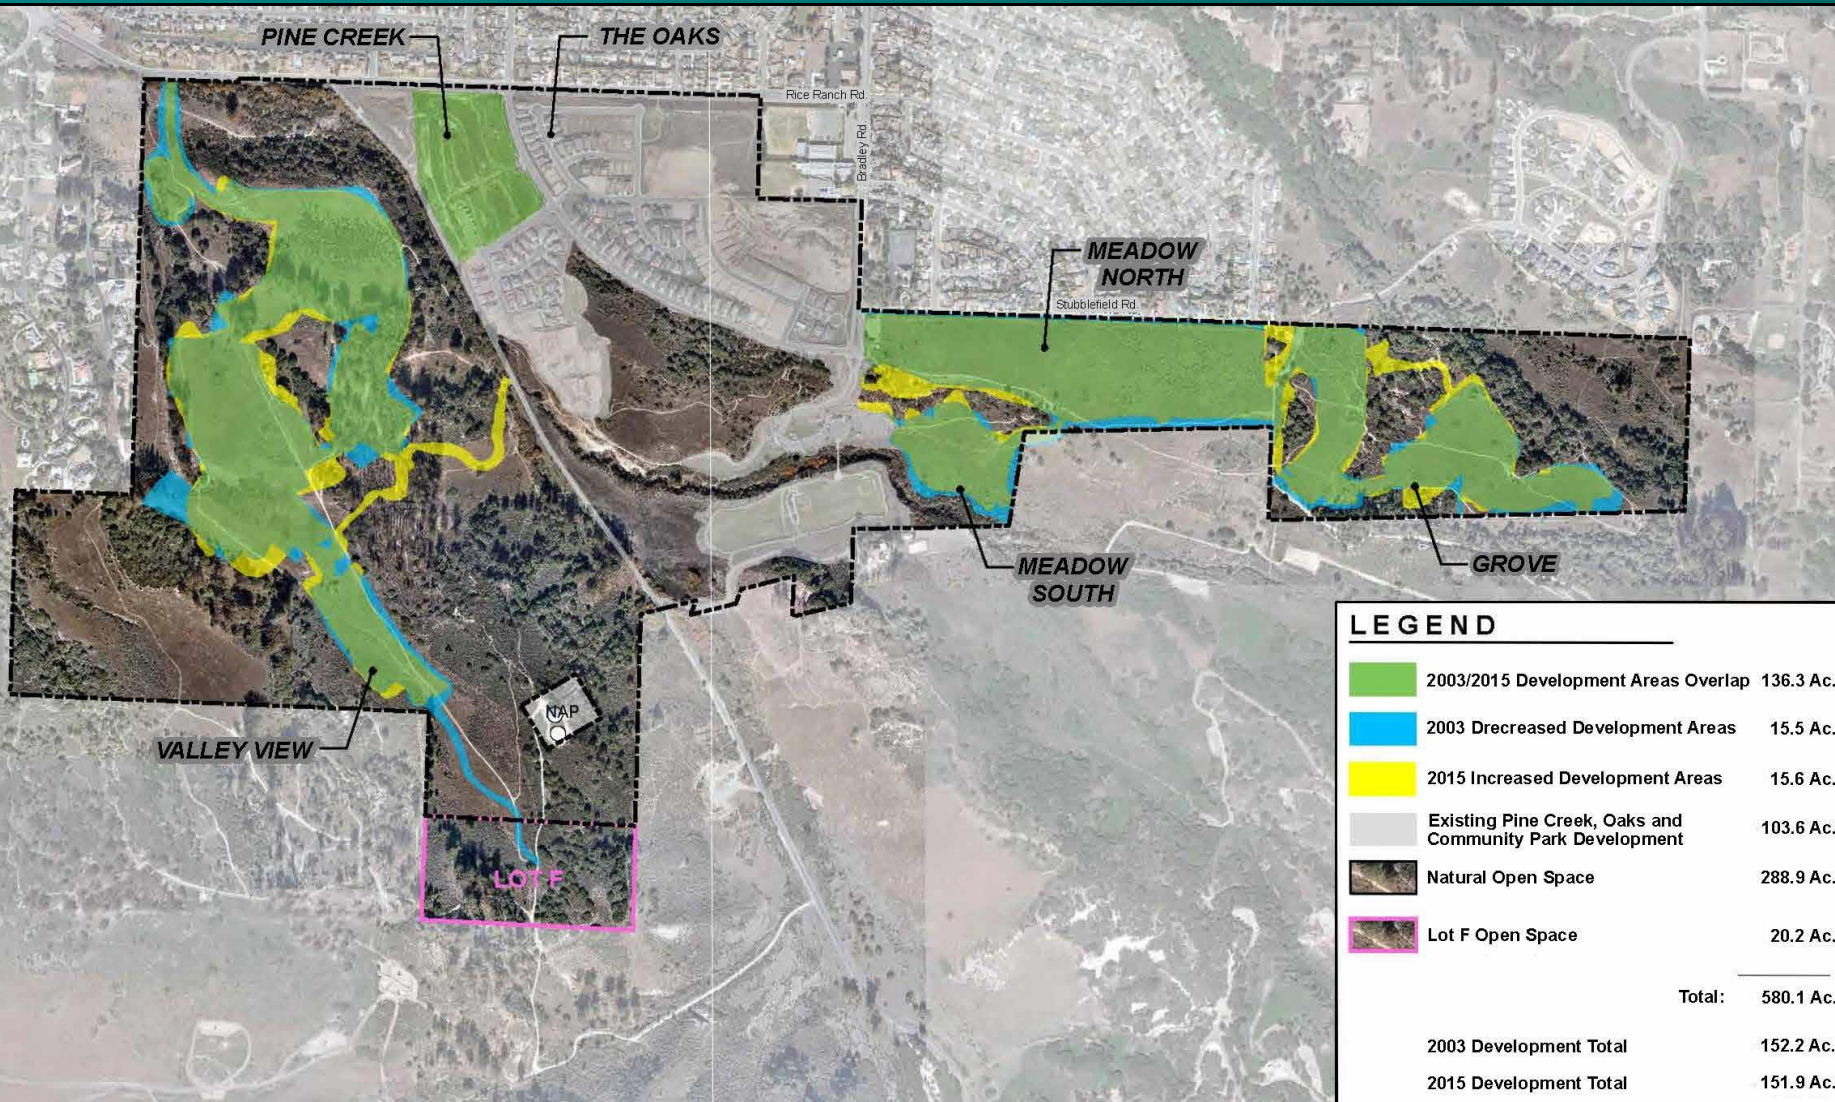 PINE CREEK
THE OAKS
Rice Ranch Rd.
Bradley Rd.
MEADOW
NORTH
Stubblefield Rd.
MEADOW
SOUTH
GROVE
NAP
VALLEY VIEW
LOT F
LEGEND
2003/2015 Development Areas Overlap 136.3 Ac.
2003 Drecreased Development Areas 15.5 Ac.
2015 Increased Development Areas 15.6 Ac.
Existing Pine Creek, Oaks and
Community Park Development 103.6 Ac.
Natural Open Space 288.9 Ac.
Lot F Open Space 20.2 Ac.
Total: 580.1 Ac.
2003 Development Total 152.2 Ac.
2015 Development Total 151.9 Ac.